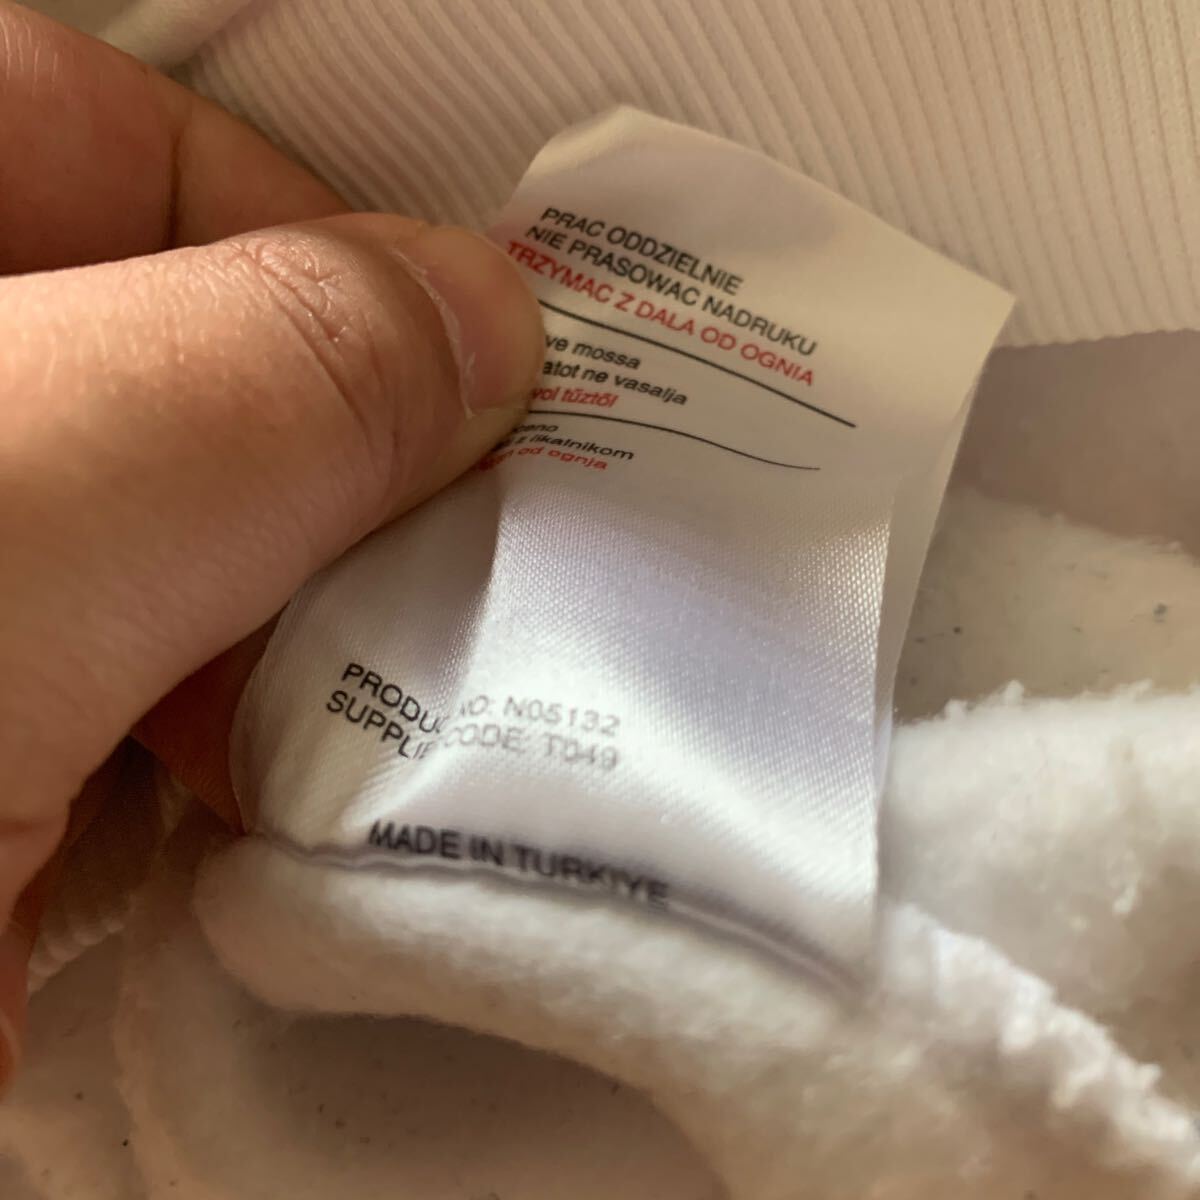 PRAC ODDZIELNIE
NIE PRASOWAC NADRUKU
TRZYMAC Z DALA OD OGNIA
mossa
ne vasalja
tűztől
z likalnikom
od ognja
NO: N05132
CODE: T049
MADE IN TURKIYE